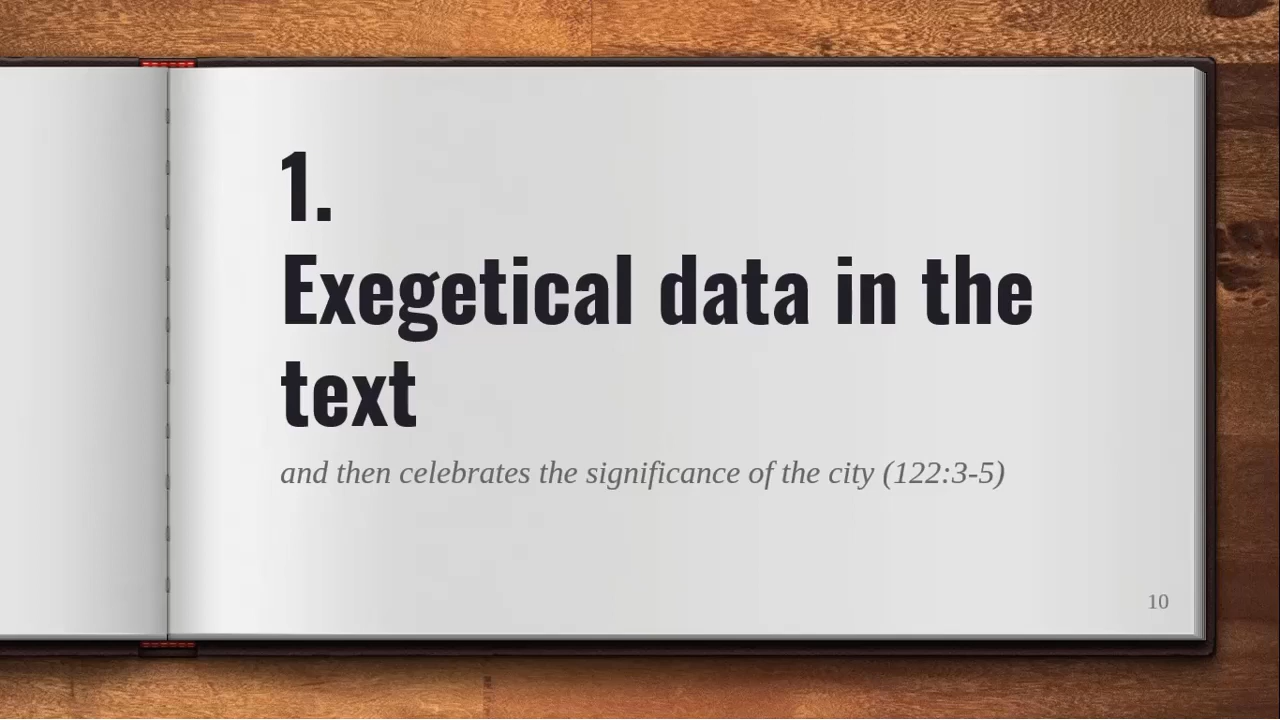 1.
Exegetical data in the
text
and then celebrates the significance of the city (122:3-5)
10